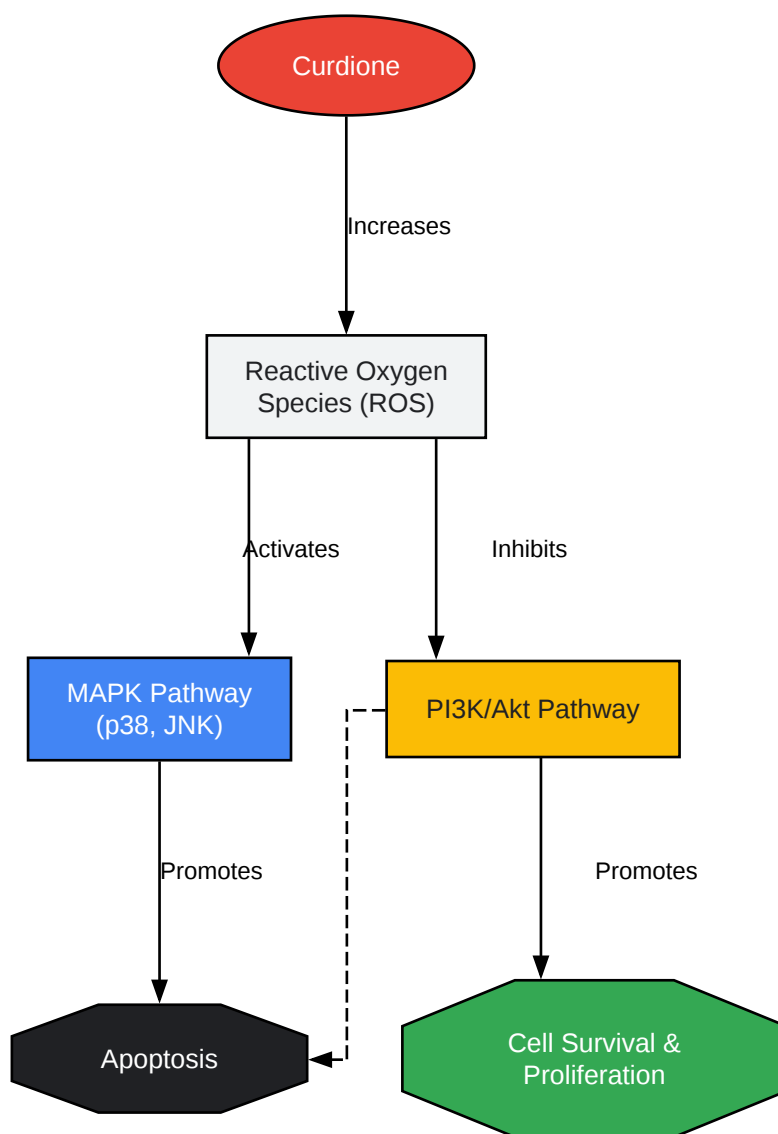 Curdione
Increases
Reactive Oxygen
Species (ROS)
Activates
Inhibits
MAPK Pathway
(p38, JNK)
PI3K/Akt Pathway
Promotes
Promotes
Apoptosis
Cell Survival &
Proliferation